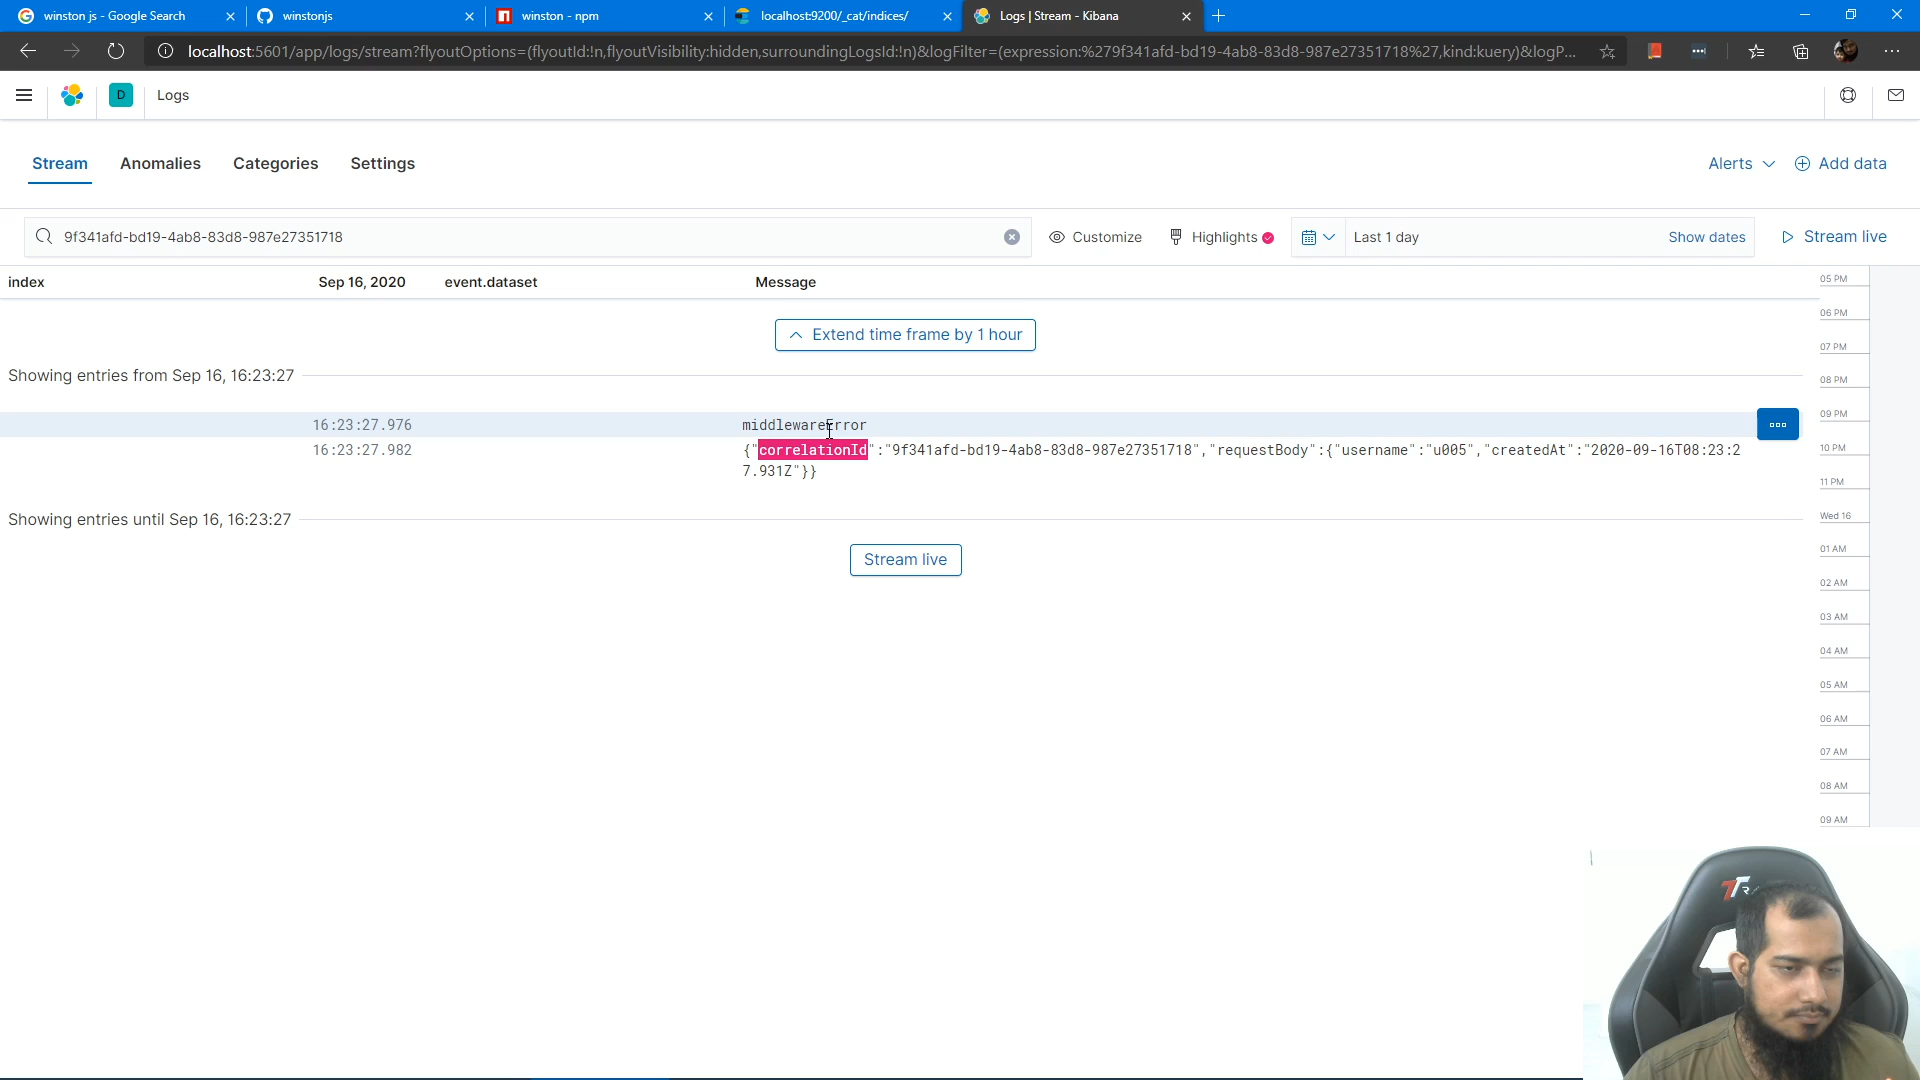 winston js - Google Search
winstonjs
winston - npm
localhost:9200/_cat/indices/
Logs | Stream - Kibana
localhost:5601/app/logs/stream?flyoutOptions=(flyoutId:!n,flyoutVisibility:hidden,surroundingLogsId:!n)&logFilter=(expression:%279f341afd-bd19-4ab8-83d8-987e27351718%27,kind:kuery)&logP...
D
Logs
Stream
Anomalies
Categories
Settings
Alerts
Add data
9f341afd-bd19-4ab8-83d8-987e27351718
Customize
Highlights
Last 1 day
Show dates
Stream live
index
Sep 16, 2020
event.dataset
Message
Extend time frame by 1 hour
Showing entries from Sep 16, 16:23:27
16:23:27.976
middlewareError
16:23:27.982
{"correlationId":"9f341afd-bd19-4ab8-83d8-987e27351718","requestBody":{"username":"u005","createdAt":"2020-09-16T08:23:2
7.931Z"}}
Showing entries until Sep 16, 16:23:27
Stream live
05 PM
06 PM
07 PM
08 PM
09 PM
10 PM
11 PM
Wed 16
01 AM
02 AM
03 AM
04 AM
05 AM
06 AM
07 AM
08 AM
09 AM